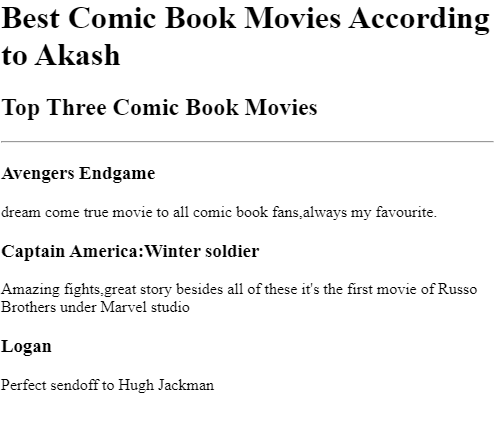 Best Comic Book Movies According
to Akash
Top Three Comic Book Movies
Avengers Endgame
dream come true movie to all comic book fans,always my favourite.
Captain America:Winter soldier
Amazing fights,great story besides all of these it's the first movie of Russo
Brothers under Marvel studio
Logan
Perfect sendoff to Hugh Jackman